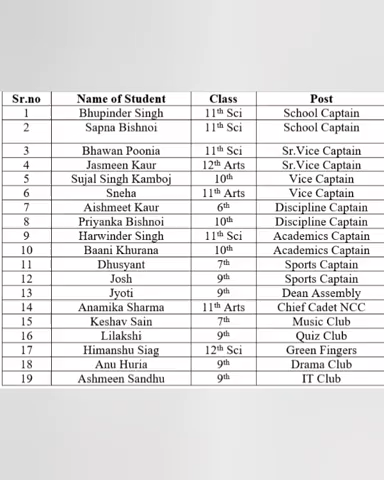 Sr.no Name of Student Class Post
1 Bhupinder Singh 11th Sci School Captain
2 Sapna Bishnoi 11th Sci School Captain
3 Bhawan Poonia 11th Sci Sr.Vice Captain
4 Jasmeen Kaur 12th Arts Sr.Vice Captain
5 Sujal Singh Kamboj 10th Vice Captain
6 Sneha 11th Arts Vice Captain
7 Aishmeet Kaur 6th Discipline Captain
8 Priyanka Bishnoi 10th Discipline Captain
9 Harwinder Singh 11th Sci Academics Captain
10 Baani Khurana 10th Academics Captain
11 Dhusyant 7th Sports Captain
12 Josh 9th Sports Captain
13 Jyoti 9th Dean Assembly
14 Anamika Sharma 11th Arts Chief Cadet NCC
15 Keshav Sain 7th Music Club
16 Lilakshi 9th Quiz Club
17 Himanshu Siag 12th Sci Green Fingers
18 Anu Huria 9th Drama Club
19 Ashmeen Sandhu 9th IT Club